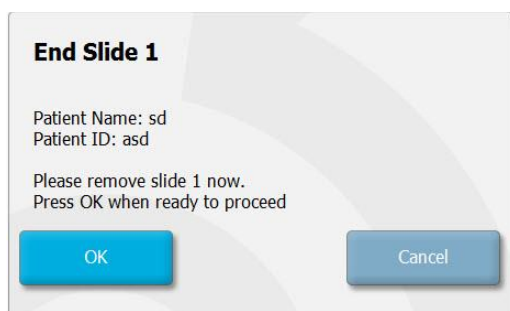 End Slide 1
Patient Name: sd
Patient ID: asd
Please remove slide 1 now.
Press OK when ready to proceed
OK
Cancel